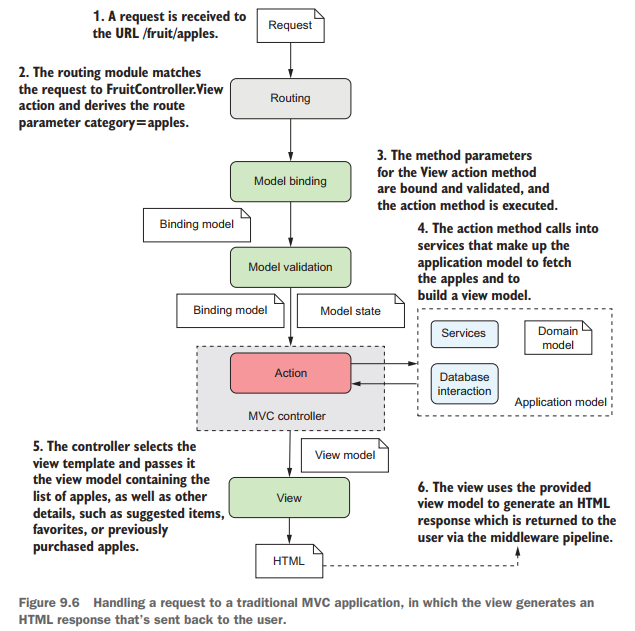 1. A request is received to
the URL /fruit/apples.
Request
2. The routing module matches
the request to FruitController.View
action and derives the route
parameter category=apples.
Routing
3. The method parameters
for the View action method
are bound and validated, and
the action method is executed.
Model binding
Binding model
4. The action method calls into
services that make up the
application model to fetch
the apples and to
build a view model.
Model validation
Binding model
Model state
Services
Domain
model
Action
Database
interaction
Application model
MVC controller
5. The controller selects the
view template and passes it
the view model containing the
list of apples, as well as other
details, such as suggested items,
favorites, or previously
purchased apples.
View model
View
6. The view uses the provided
view model to generate an HTML
response which is returned to the
user via the middleware pipeline.
HTML
Figure 9.6 Handling a request to a traditional MVC application, in which the view generates an
HTML response that's sent back to the user.